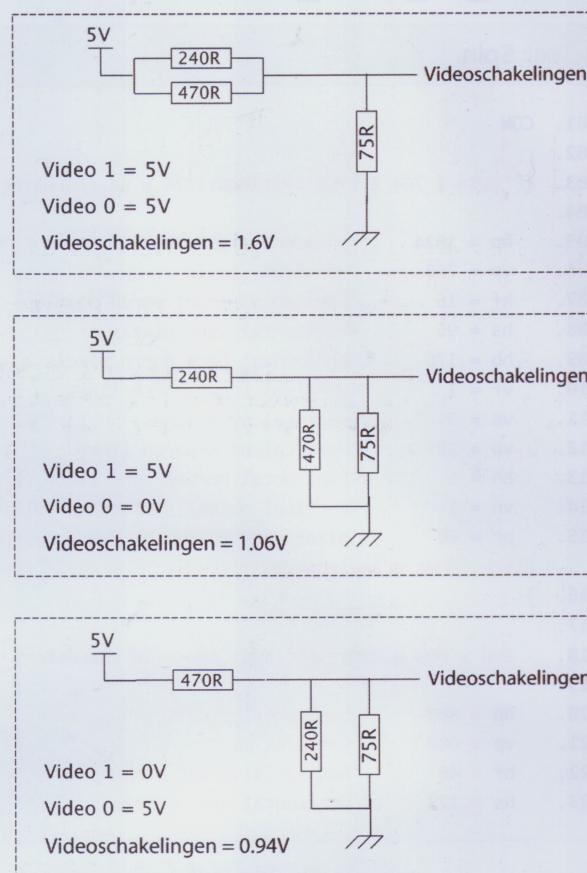 5V
240R
470R
Videoschakelingen
75R
Video 1 = 5V
Video 0 = 5V
Videoschakelingen = 1.6V
5V
240R
Videoschakelingen
470R
75R
Video 1 = 5V
Video 0 = 0V
Videoschakelingen = 1.06V
5V
470R
Videoschakelingen
240R
75R
Video 1 = 0V
Video 0 = 5V
Videoschakelingen = 0.94V